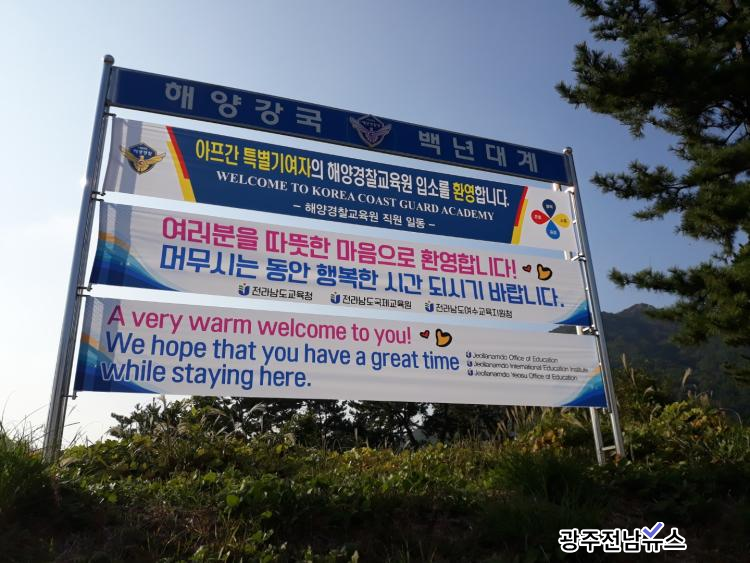 해양강국 백년대계
아프간 특별기여자의 해양경찰교육원 입소를 환영합니다.
WELCOME TO KOREA COAST GUARD ACADEMY
~ 해양경찰교육원 직원 일동 ~
여러분을 따뜻한 마음으로 환영합니다!
머무시는 동안 행복한 시간 되시기 바랍니다.
전라남도교육청 전라남도국제교육원 전라남도여수교육지원청
A very warm welcome to you!
We hope that you have a great time
while staying here.
Jeollanamdo Office of Education
Jeollanamdo International Education Institute
Jeollanamdo Yeosu Office of Education
광주전남뉴스